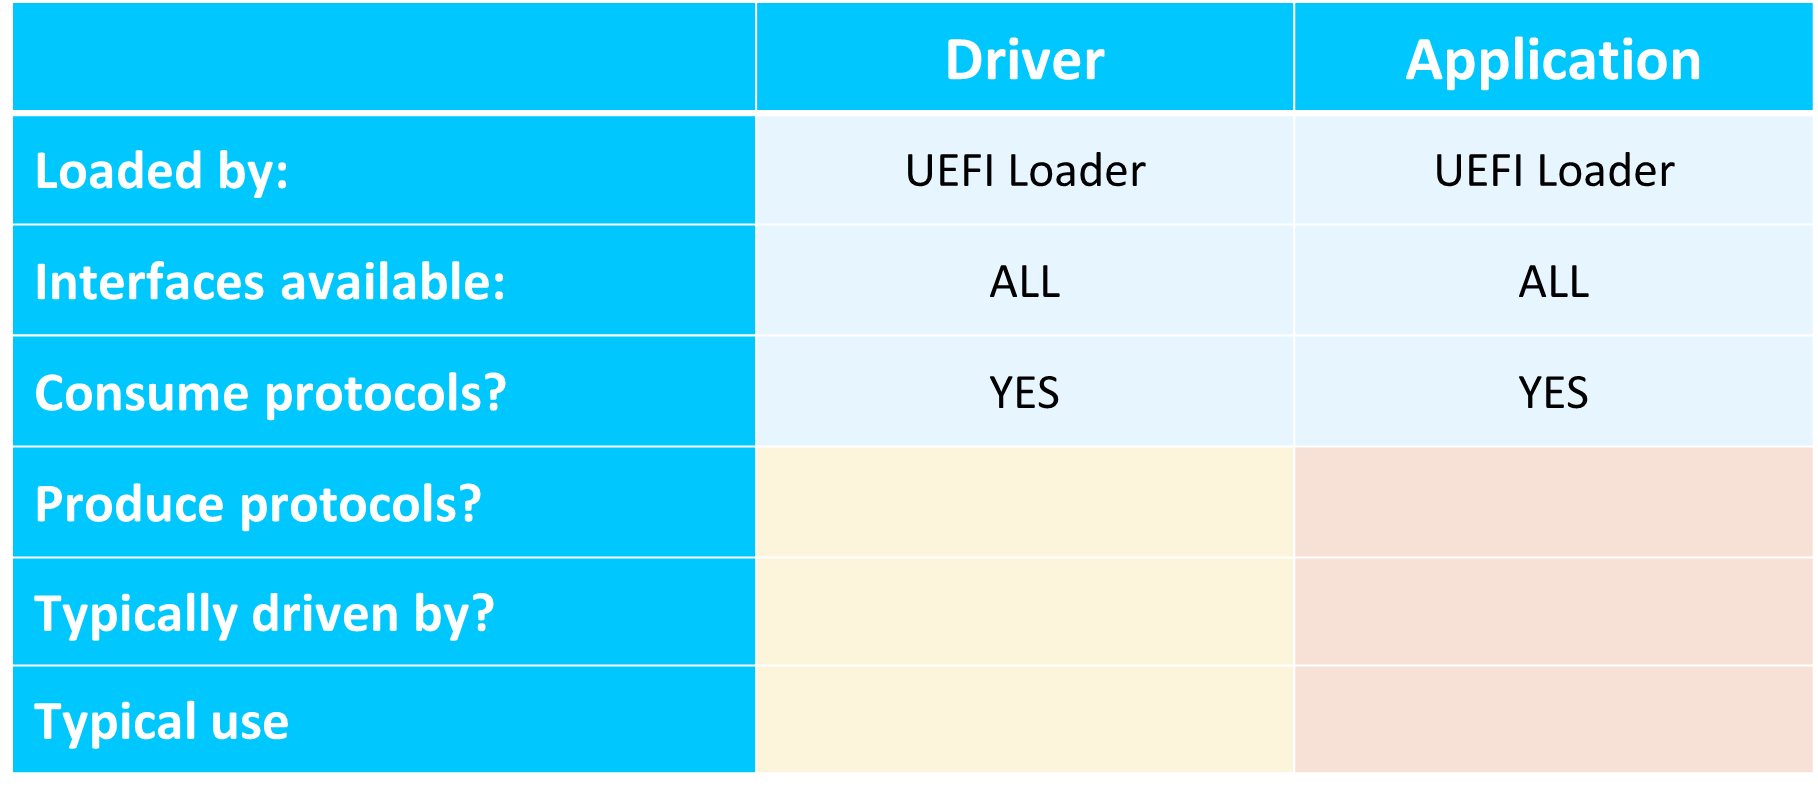 Driver Application
Loaded by: UEFI Loader UEFI Loader
Interfaces available: ALL ALL
Consume protocols? YES YES
Produce protocols?
Typically driven by?
Typical use